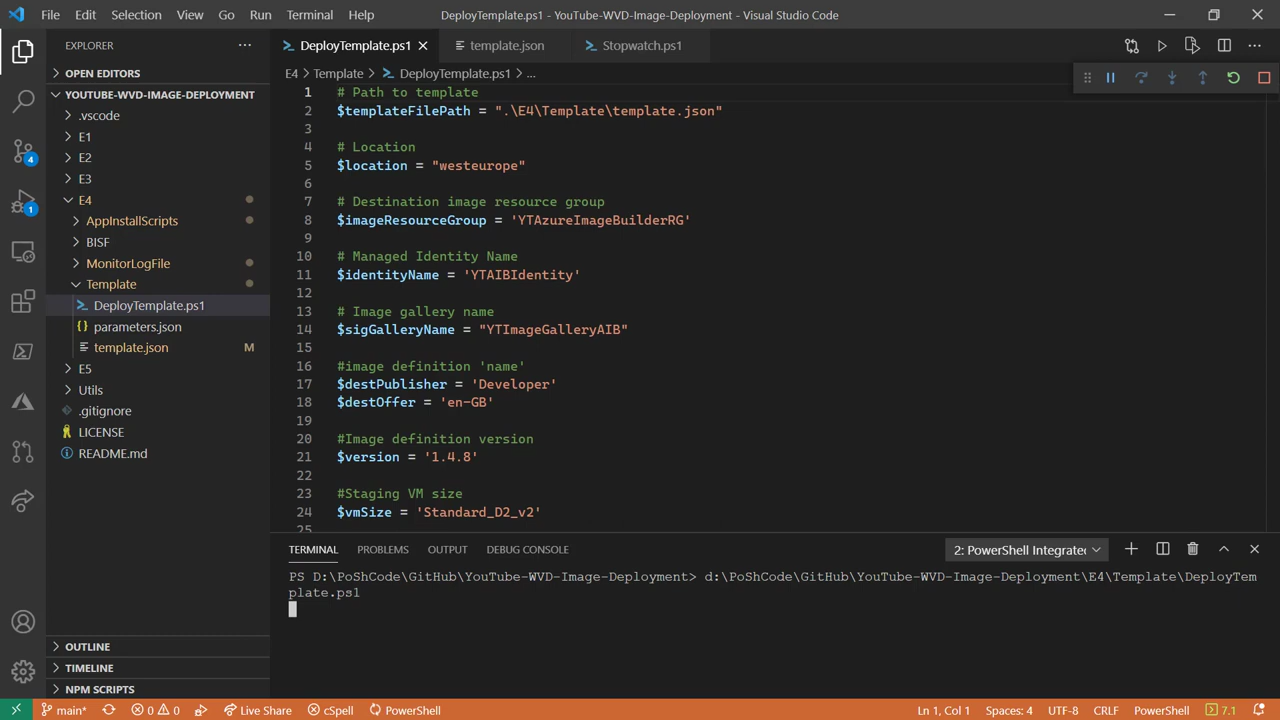 File Edit Selection View Go Run Terminal Help
DeployTemplate.ps1 - YouTube-WVD-Image-Deployment - Visual Studio Code
EXPLORER
DeployTemplate.ps1
template.json
Stopwatch.ps1
OPEN EDITORS
YOUTUBE-WVD-IMAGE-DEPLOYMENT
.vscode
E1
E2
E3
E4
AppInstallScripts
BISF
MonitorLogFile
Template
DeployTemplate.ps1
parameters.json
template.json M
E5
Utils
.gitignore
LICENSE
README.md
OUTLINE
TIMELINE
NPM SCRIPTS
4
1
E4 > Template > DeployTemplate.ps1 > ...
1 # Path to template
2 $templateFilePath = ".\E4\Template\template.json"
3
4 # Location
5 $location = "westeurope"
6
7 # Destination image resource group
8 $imageResourceGroup = 'YTAzureImageBuilderRG'
9
10 # Managed Identity Name
11 $identityName = 'YTAIBIdentity'
12
13 # Image gallery name
14 $sigGalleryName = "YTImageGalleryAIB"
15
16 #image definition 'name'
17 $destPublisher = 'Developer'
18 $destOffer = 'en-GB'
19
20 #Image definition version
21 $version = '1.4.8'
22
23 #Staging VM size
24 $vmSize = 'Standard_D2_v2'
25
TERMINAL PROBLEMS OUTPUT DEBUG CONSOLE
2: PowerShell Integrated
PS D:\PoShCode\GitHub\YouTube-WVD-Image-Deployment> d:\PoShCode\GitHub\YouTube-WVD-Image-Deployment\E4\Template\DeployTem
plate.ps1
main* 0 0 Live Share cSpell PowerShell
Ln 1, Col 1 Spaces: 4 UTF-8 CRLF PowerShell 7.1